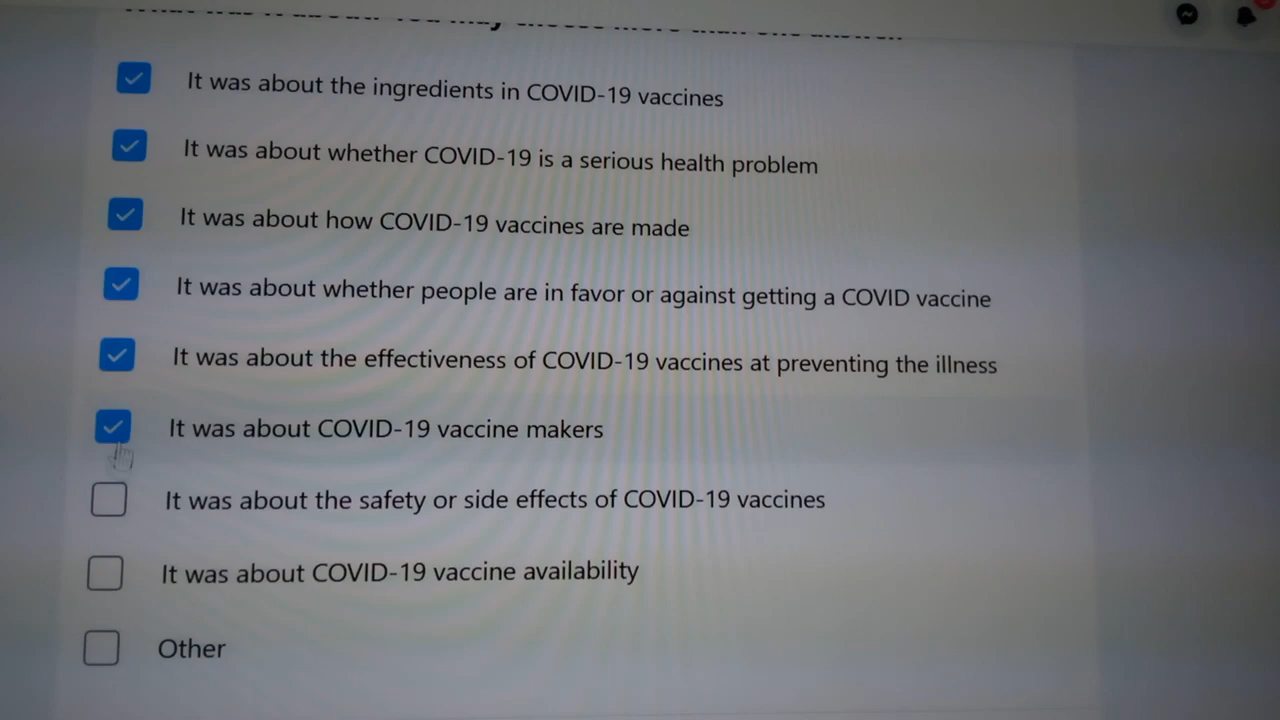 It was about the ingredients in COVID-19 vaccines
It was about whether COVID-19 is a serious health problem
It was about how COVID-19 vaccines are made
It was about whether people are in favor or against getting a COVID vaccine
It was about the effectiveness of COVID-19 vaccines at preventing the illness
It was about COVID-19 vaccine makers
It was about the safety or side effects of COVID-19 vaccines
It was about COVID-19 vaccine availability
Other